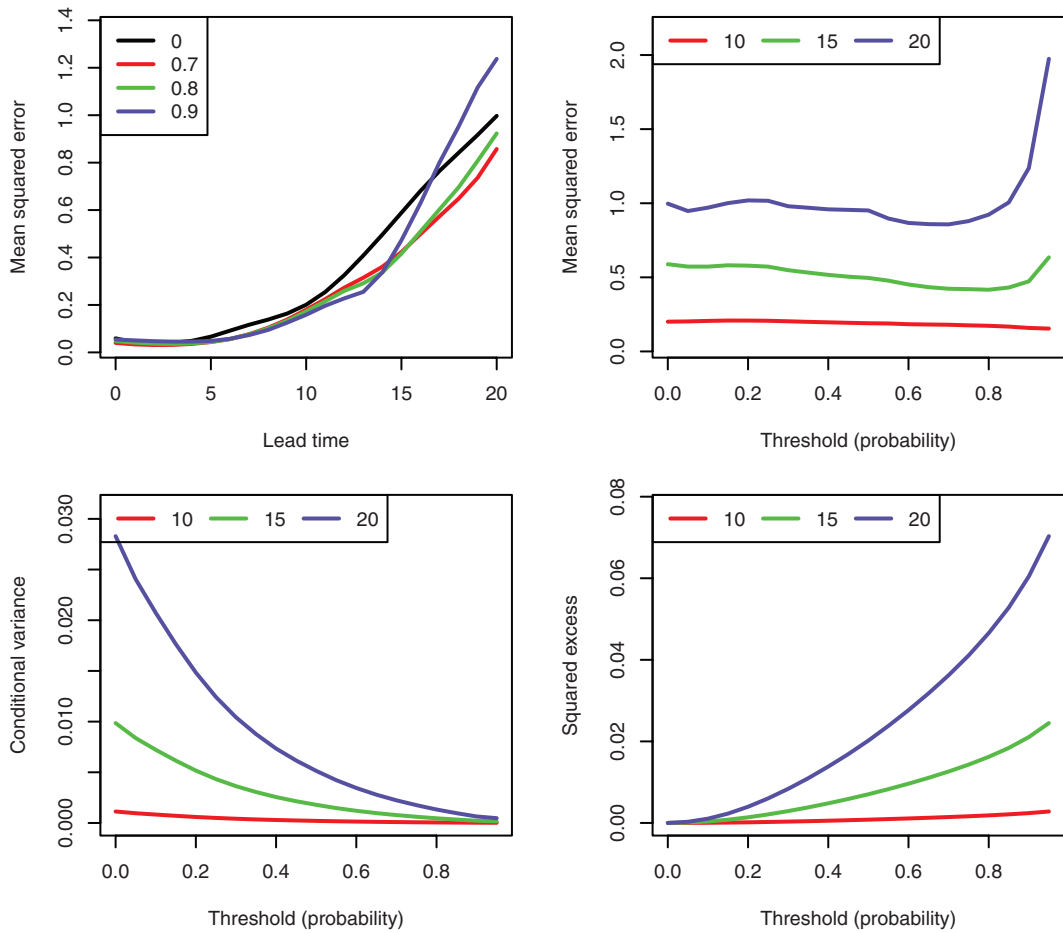 Mean squared error
1.4
1.2
1.0
0.8
0.6
0.4
0.2
0.0
0
0.7
0.8
0.9
0 5 10 15 20
Lead time
Mean squared error
2.0
1.5
1.0
0.5
0.0
10 15 20
0.0 0.2 0.4 0.6 0.8
Threshold (probability)
Conditional variance
0.030
0.020
0.010
0.000
10 15 20
0.0 0.2 0.4 0.6 0.8
Threshold (probability)
Squared excess
0.08
0.06
0.04
0.02
0.00
10 15 20
0.0 0.2 0.4 0.6 0.8
Threshold (probability)